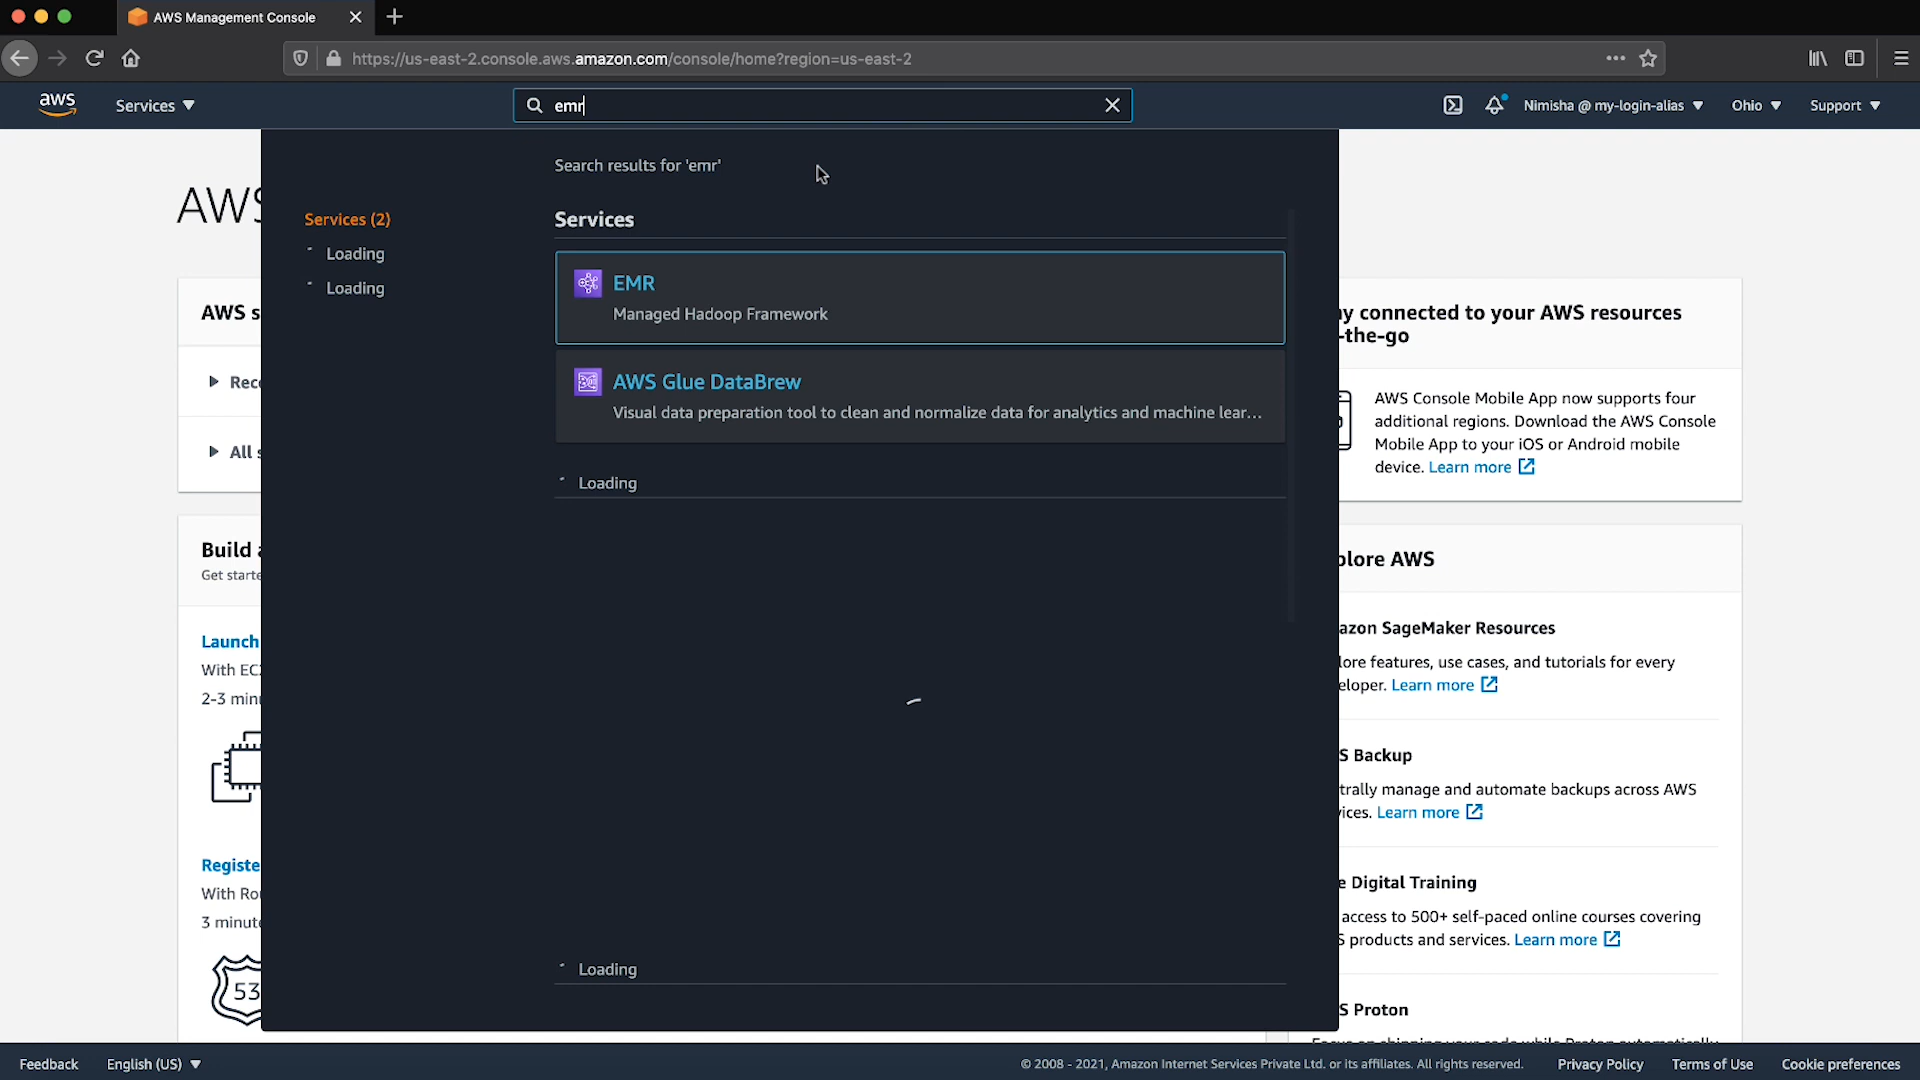 AWS Management Console
https://us-east-2.console.aws.amazon.com/console/home?region=us-east-2
aws
Services
emr
Nimisha @ my-login-alias
Ohio
Support
Search results for 'emr'
Services (2)
Loading
Loading
Services
EMR
Managed Hadoop Framework
AWS Glue DataBrew
Visual data preparation tool to clean and normalize data for analytics and machine lear...
Loading
Loading
AWS
AWS s
Rec
All s
Build a
Get starte
Launch
With EC
2-3 min
Registe
With Ro
3 minute
53
y connected to your AWS resources
-the-go
AWS Console Mobile App now supports four
additional regions. Download the AWS Console
Mobile App to your iOS or Android mobile
device. Learn more
plore AWS
azon SageMaker Resources
lore features, use cases, and tutorials for every
eloper. Learn more
S Backup
trally manage and automate backups across AWS
ices. Learn more
e Digital Training
access to 500+ self-paced online courses covering
S products and services. Learn more
S Proton
Feedback
English (US)
© 2008 - 2021, Amazon Internet Services Private Ltd. or its affiliates. All rights reserved.
Privacy Policy
Terms of Use
Cookie preferences